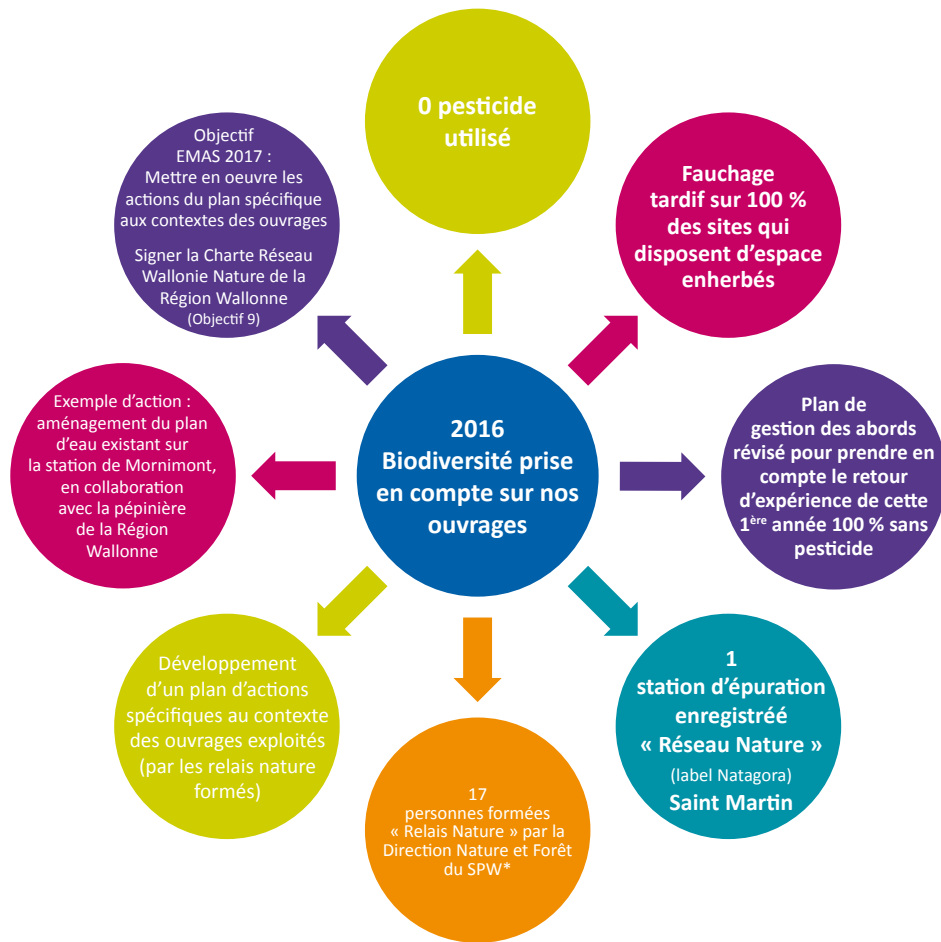 0 pesticide
utilisé
Fauchage
tardif sur 100 %
des sites qui
disposent d'espace
enherbés
Plan de
gestion des abords
révisé pour prendre en
compte le retour
d'expérience de cette
1ère année 100 % sans
pesticide
1
station d'épuration
enregistréé
« Réseau Nature »
(label Natagora)
Saint Martin
17
personnes formées
« Relais Nature » par la
Direction Nature et Forêt
du SPW*
Développement
d'un plan d'actions
spécifiques au contexte
des ouvrages exploités
(par les relais nature
formés)
Exemple d'action :
aménagement du plan
d'eau existant sur
la station de Mornimont,
en collaboration
avec la pépinière
de la Région
Wallonne
Objectif
EMAS 2017 :
Mettre en oeuvre les
actions du plan spécifique
aux contextes des ouvrages
Signer la Charte Réseau
Wallonie Nature de la
Région Wallonne
(Objectif 9)
2016
Biodiversité prise
en compte sur nos
ouvrages